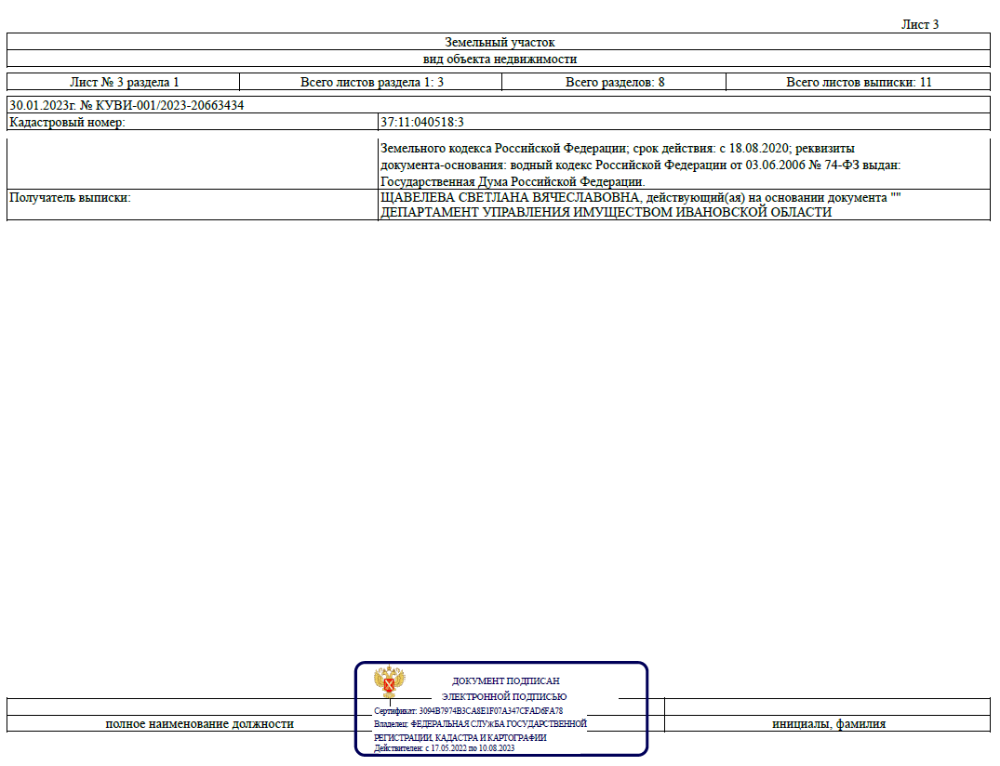 Лист 3
Земельный участок
вид объекта недвижимости
Лист № 3 раздела 1 Всего листов раздела 1: 3 Всего разделов: 8 Всего листов выписки: 11
30.01.2023г. № КУВИ-001/2023-20663434
Кадастровый номер: 37:11:040518:3
Земельного кодекса Российской Федерации; срок действия: с 18.08.2020; реквизиты
документа-основания: водный кодекс Российской Федерации от 03.06.2006 № 74-ФЗ выдан:
Государственная Дума Российской Федерации.
Получатель выписки: ЩАВЕЛЕВА СВЕТЛАНА ВЯЧЕСЛАВОВНА, действующий(ая) на основании документа ""
ДЕПАРТАМЕНТ УПРАВЛЕНИЯ ИМУЩЕСТВОМ ИВАНОВСКОЙ ОБЛАСТИ
ДОКУМЕНТ ПОДПИСАН
ЭЛЕКТРОННОЙ ПОДПИСЬЮ
Сертификат: 3094B7974B3CA8E1F07A347CFAD6FA78
Владелец: ФЕДЕРАЛЬНАЯ СЛУЖБА ГОСУДАРСТВЕННОЙ
РЕГИСТРАЦИИ, КАДАСТРА И КАРТОГРАФИИ
Действителен: с 17.05.2022 по 10.08.2023
полное наименование должности инициалы, фамилия